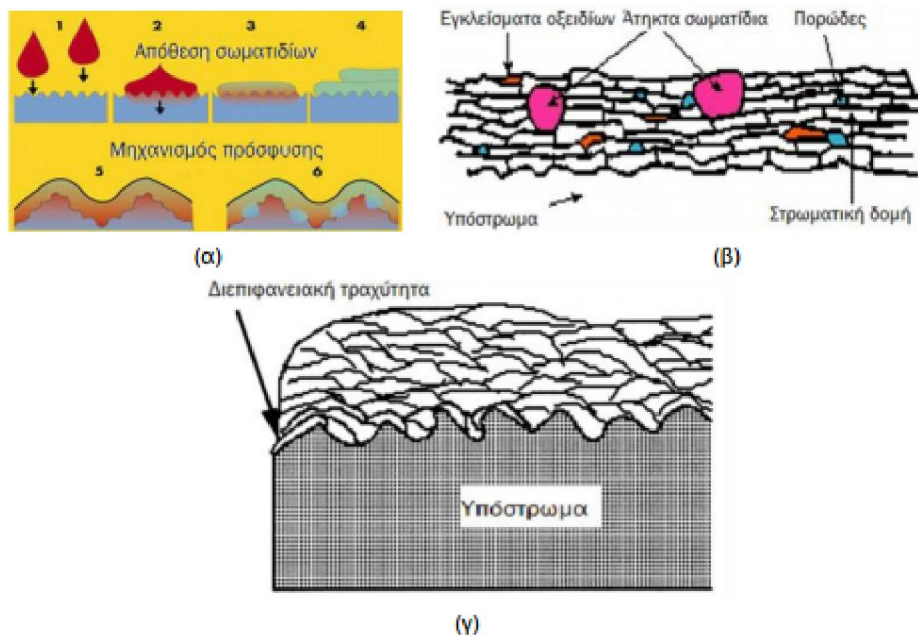 1 2 3 4
Απόθεση σωματιδίων
Μηχανισμός πρόσφυσης
5 6
(α)
Εγκλείσματα οξειδίων Άτηκτα σωματίδια Πορώδες
Υπόστρωμα
Στρωματική δομή
(β)
Διεπιφανειακή τραχύτητα
Υπόστρωμα
(γ)